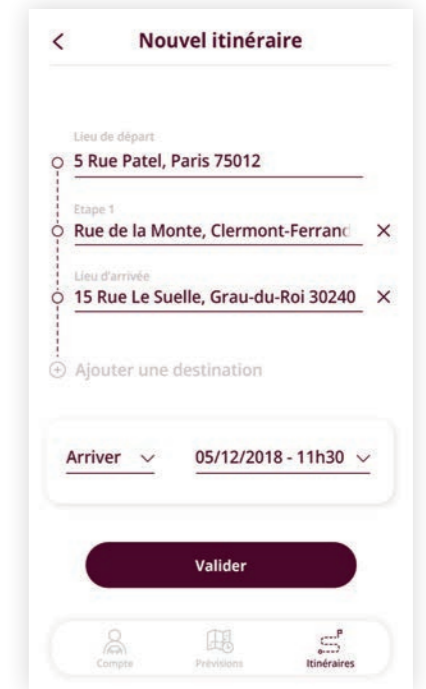 Nouvel itinéraire
Lieu de départ
5 Rue Patel, Paris 75012
Etape 1
Rue de la Monte, Clermont-Ferrand
Lieu d'arrivée
15 Rue Le Suelle, Grau-du-Roi 30240
Ajouter une destination
Arriver 05/12/2018 - 11h30
Valider
Compte Prévisions Itinéraires